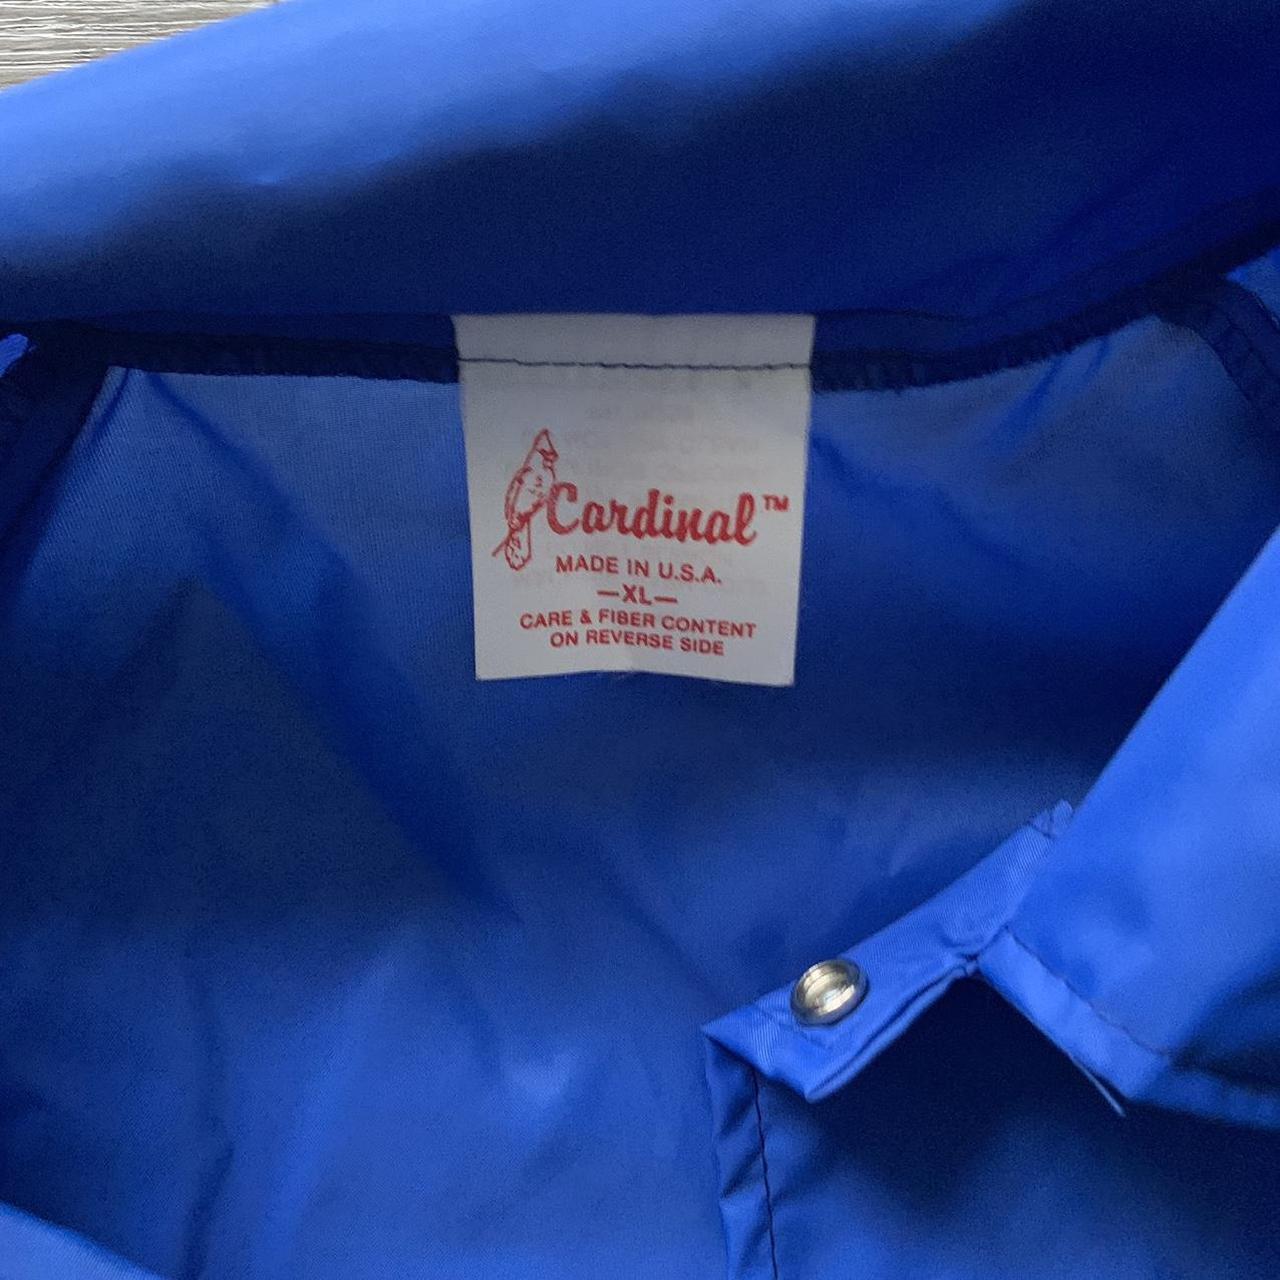 Cardinal™
MADE IN U.S.A.
—XL—
CARE & FIBER CONTENT
ON REVERSE SIDE